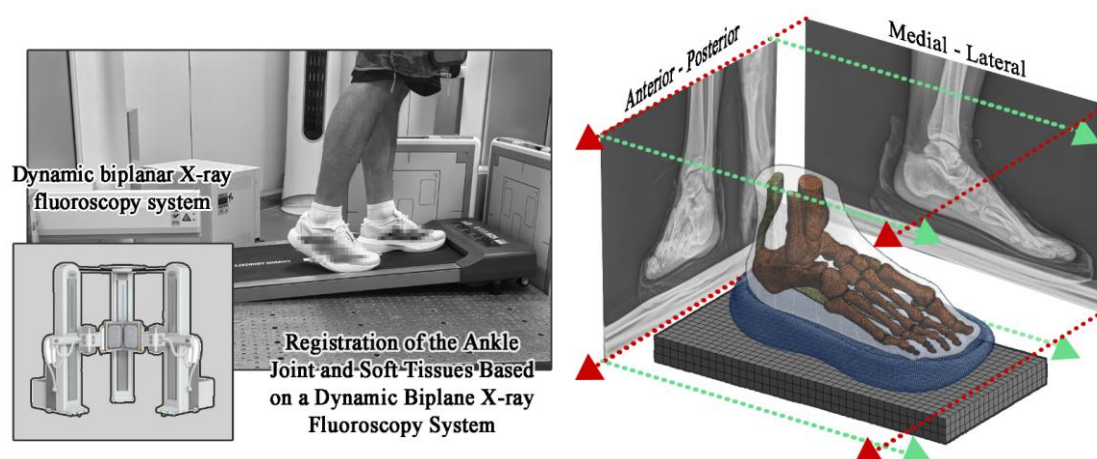 Dynamic biplanar X-ray
fluoroscopy system
Registration of the Ankle
Joint and Soft Tissues Based
on a Dynamic Biplane X-ray
Fluoroscopy System
Anterior - Posterior
Medial - Lateral